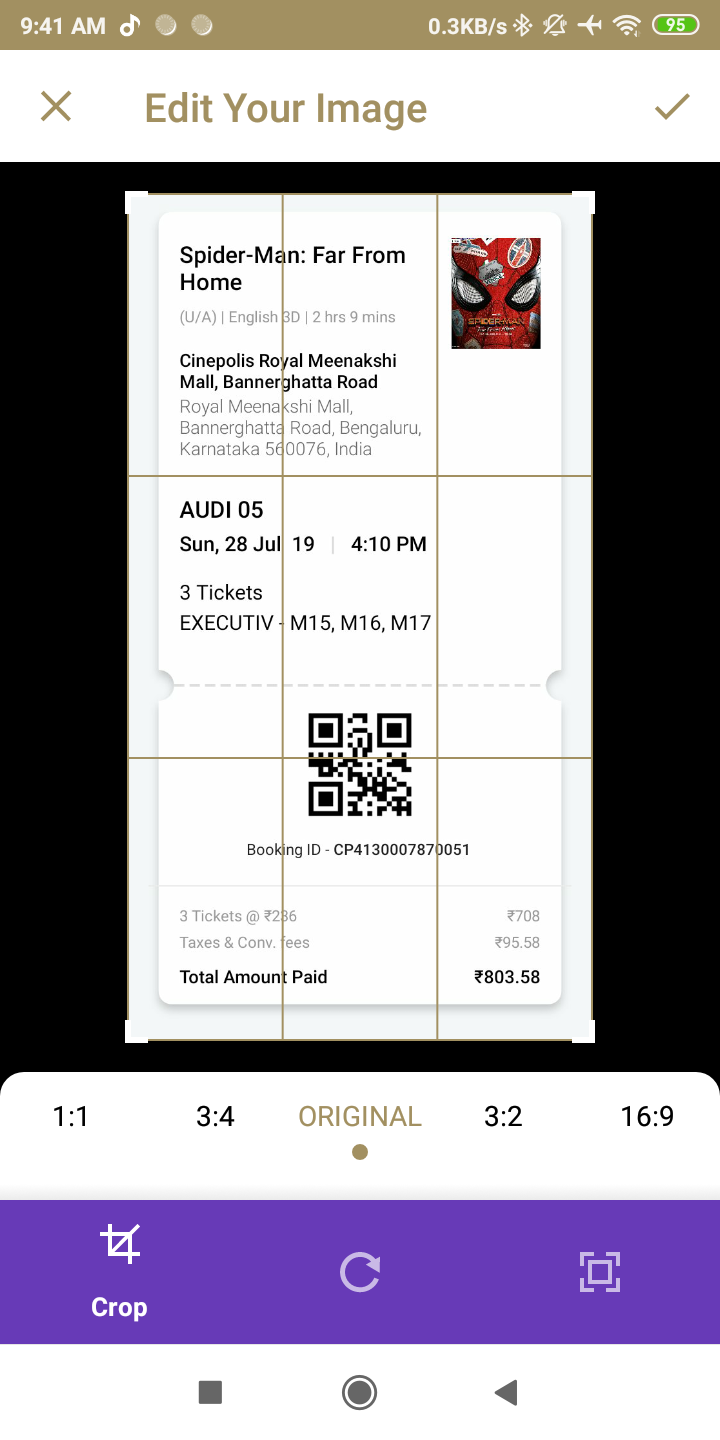 9:41 AM
0.3KB/s
95
Edit Your Image
Spider-Man: Far From
Home
(U/A) | English 3D | 2 hrs 9 mins
SPIDER-MAN
Cinepolis Royal Meenakshi
Mall, Bannerghatta Road
Royal Meenakshi Mall,
Bannerghatta Road, Bengaluru,
Karnataka 560076, India
AUDI 05
Sun, 28 Jul 19 | 4:10 PM
3 Tickets
EXECUTIV - M15, M16, M17
Booking ID - CP4130007870051
3 Tickets @ ₹236 ₹708
Taxes & Conv. fees ₹95.58
Total Amount Paid ₹803.58
1:1 3:4 ORIGINAL 3:2 16:9
Crop